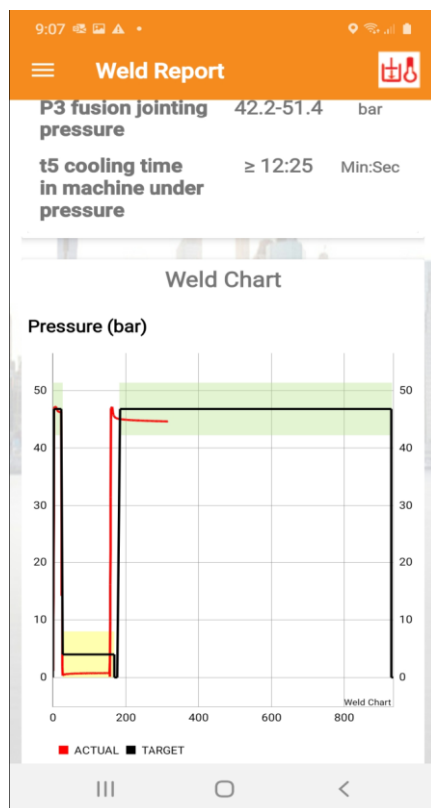 9:07
Weld Report
P3 fusion jointing 42.2-51.4 bar
pressure
t5 cooling time ≥ 12:25 Min:Sec
in machine under
pressure
Weld Chart
Pressure (bar)
50 50
40 40
30 30
20 20
10 10
0 0
Weld Chart
0 200 400 600 800
ACTUAL TARGET